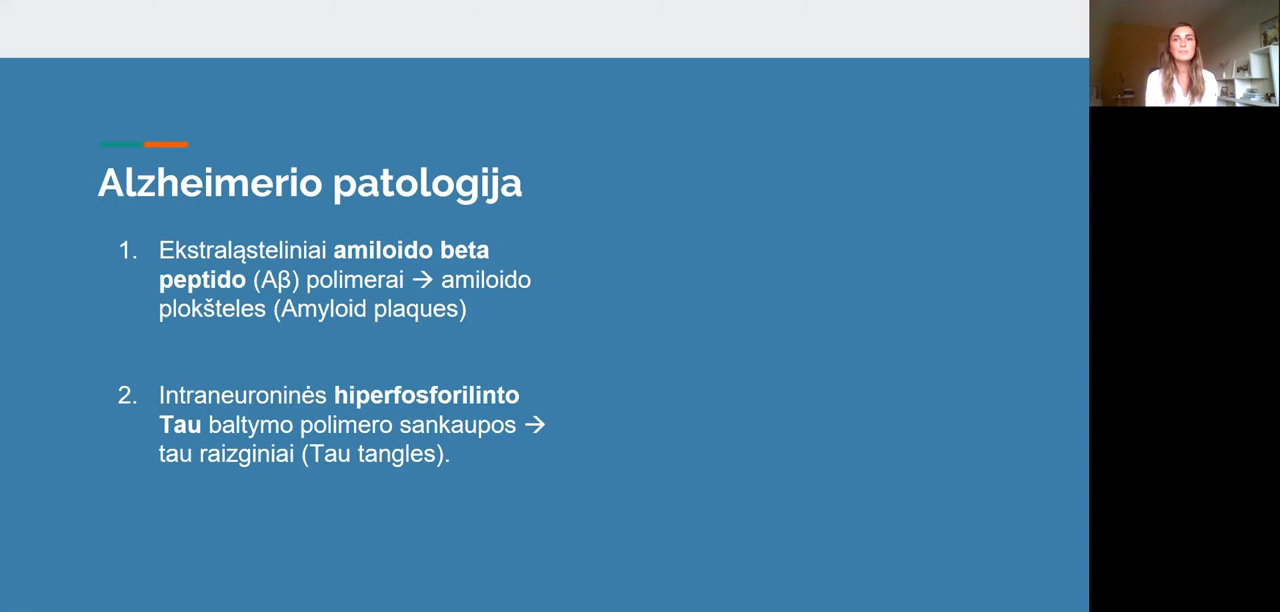 Alzheimerio patologija
1. Ekstraląsteliniai amiloido beta
peptido (Aβ) polimerai → amiloido
plokšteles (Amyloid plaques)
2. Intraneuroninės hiperfosforilinto
Tau baltymo polimero sankaupos →
tau raizginiai (Tau tangles).